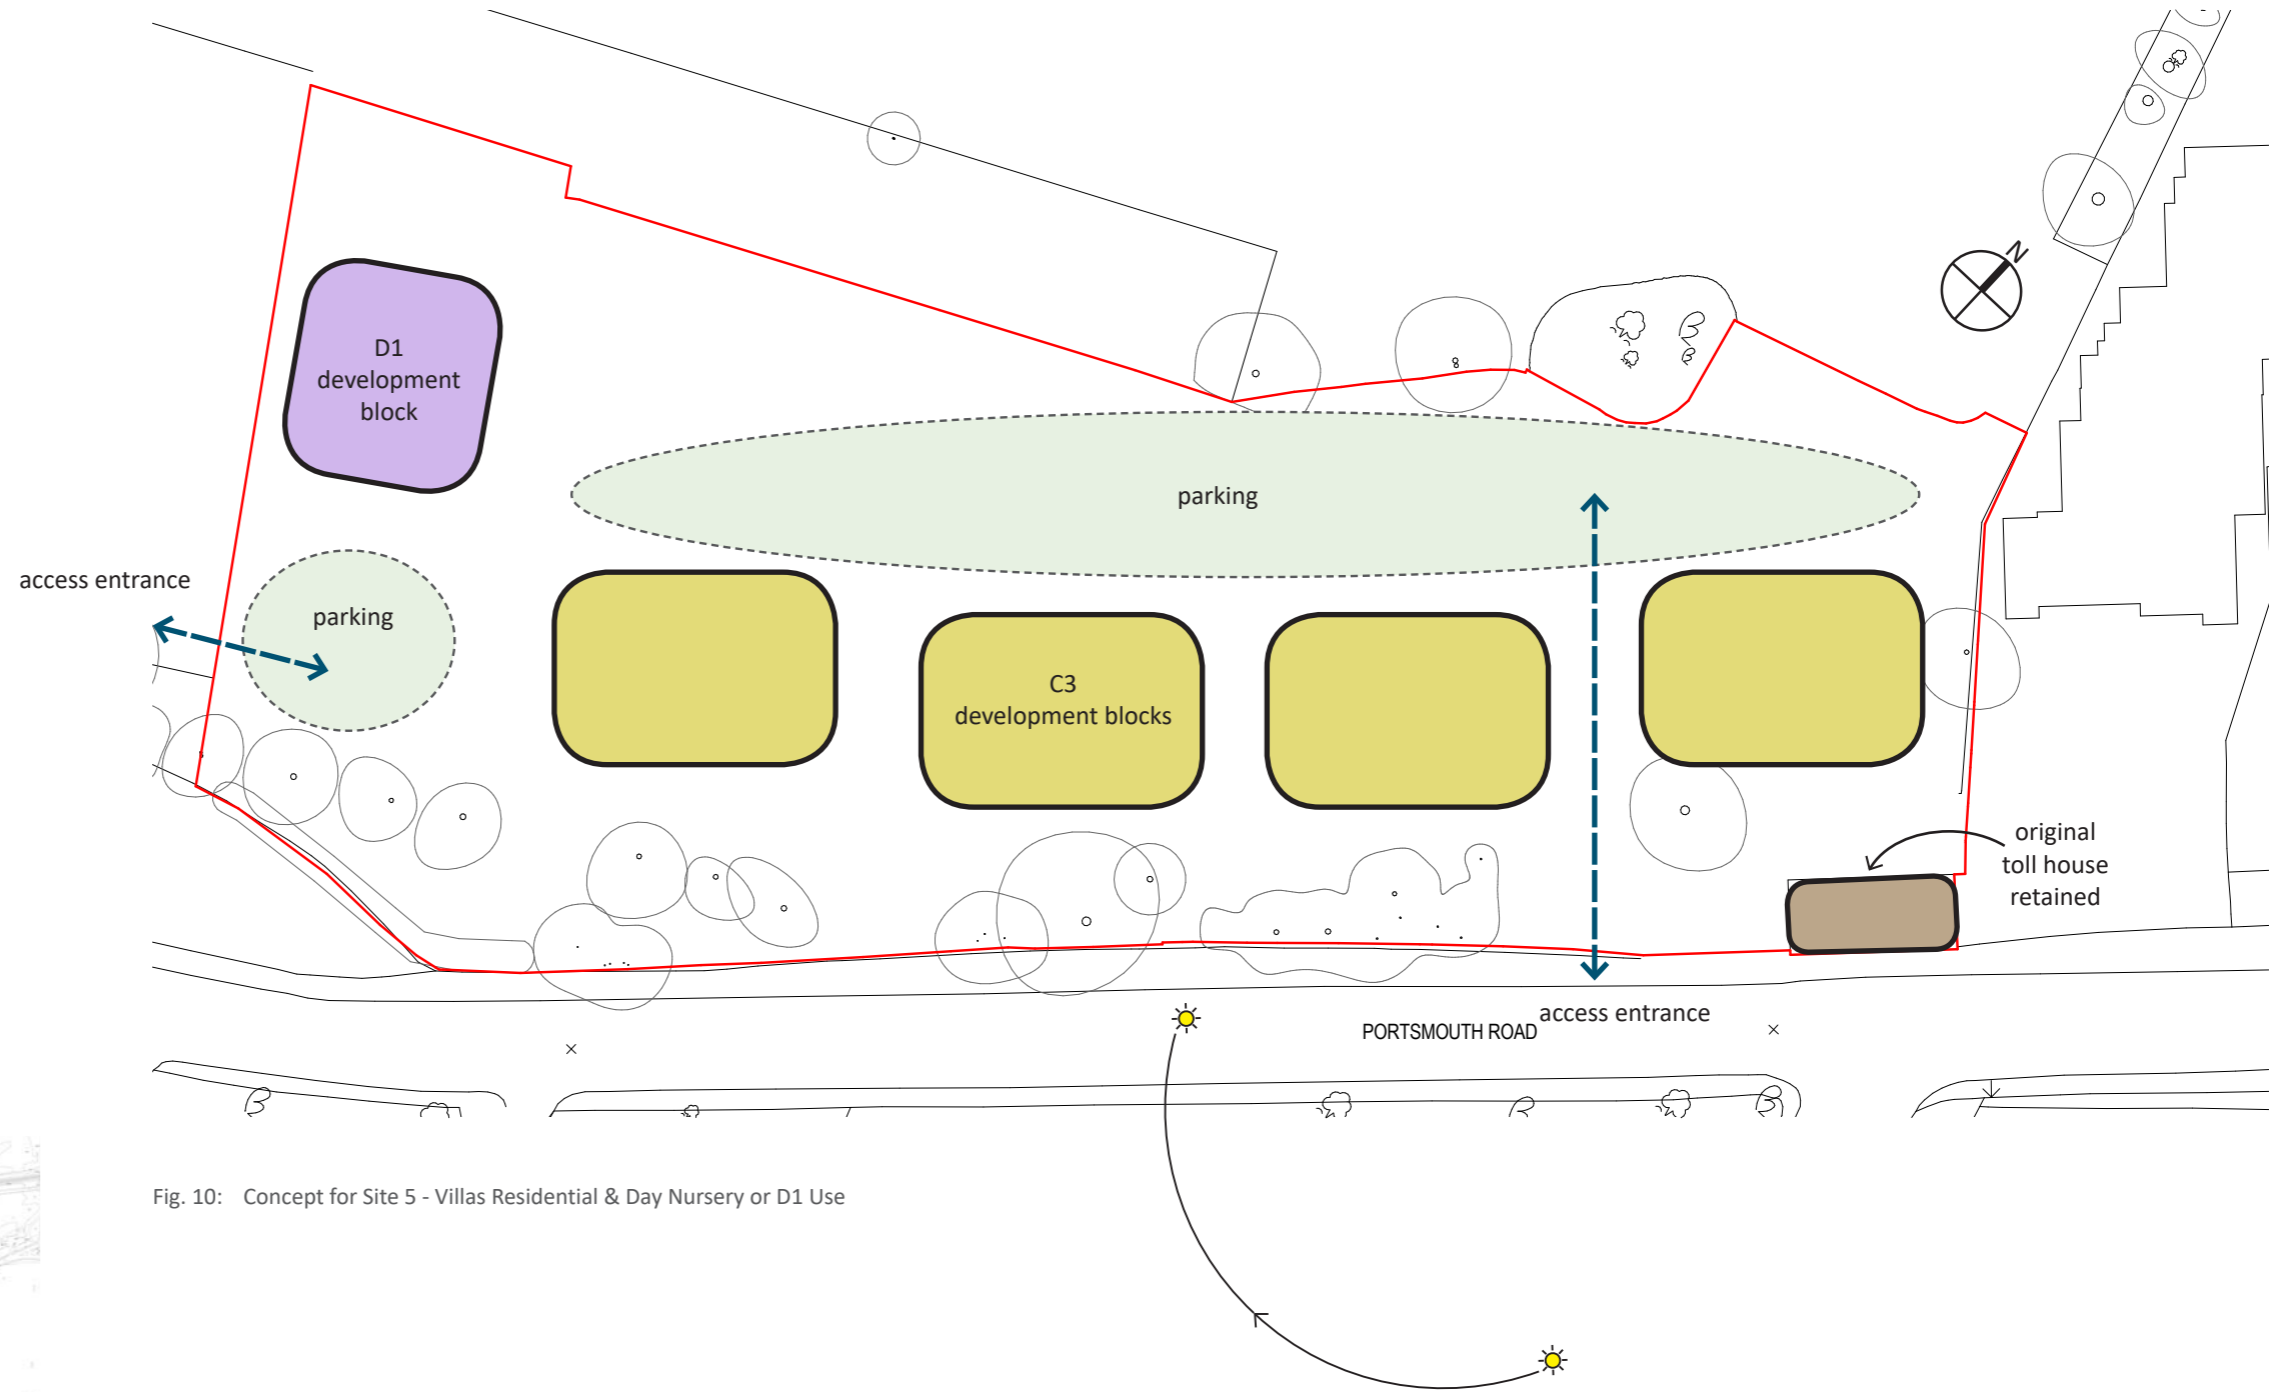 N
D1
development
block
parking
access entrance
parking
C3
development blocks
original
toll house
retained
access entrance
PORTSMOUTH ROAD
Fig. 10: Concept for Site 5 - Villas Residential & Day Nursery or D1 Use